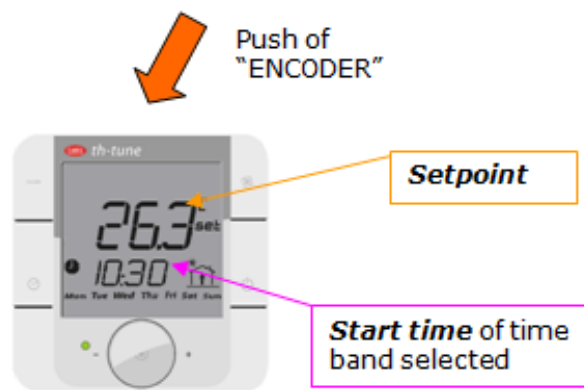 Push of
“ENCODER”
th-tune
Setpoint
26.3
set
10:30
Mon Tue Wed Thu Fri Sat Sun
- +
Start time of time
band selected